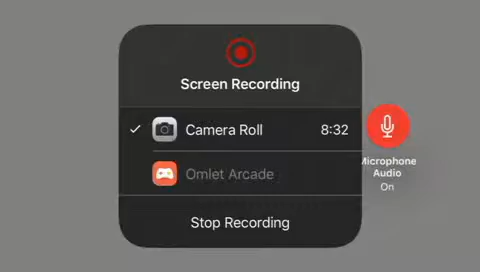 Screen Recording
Camera Roll 8:32
Omlet Arcade
Stop Recording
Microphone
Audio
On